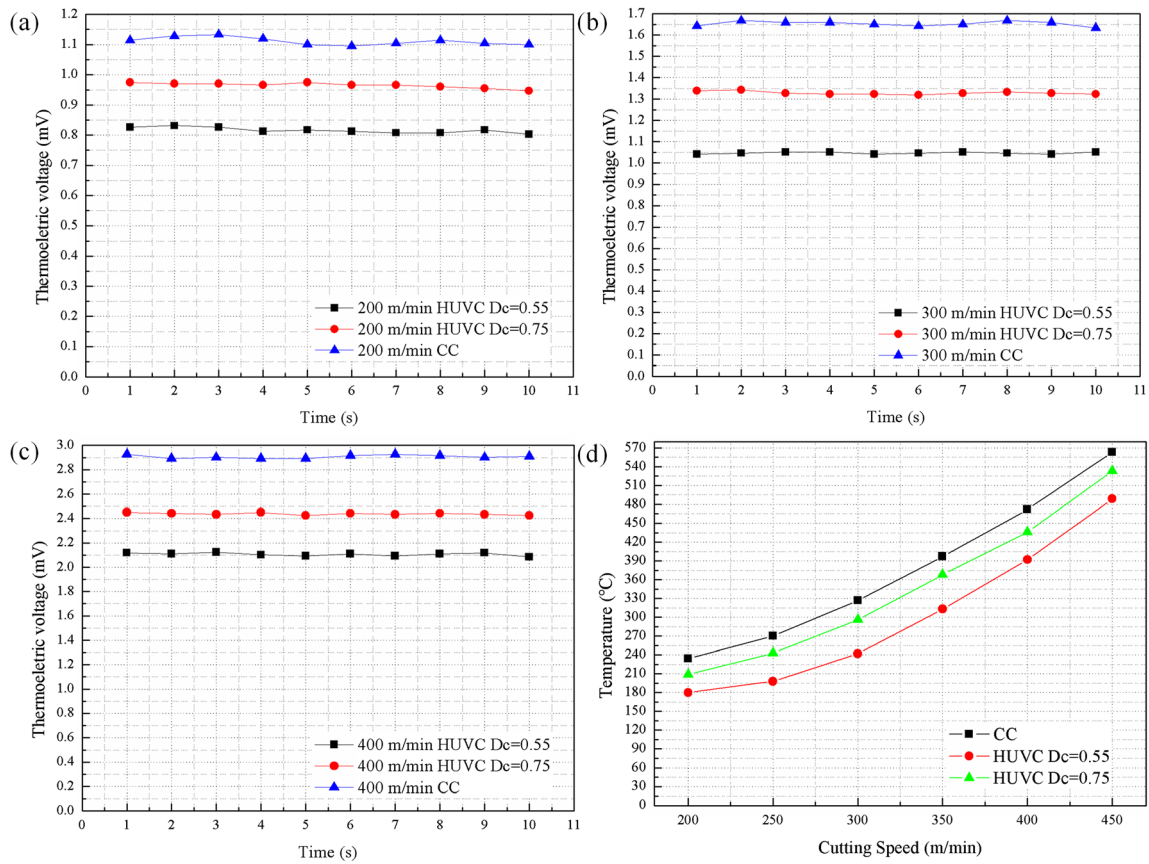 (a)
Thermoeletric voltage (mV)
1.2
1.1
1.0
0.9
0.8
0.7
0.6
0.5
0.4
0.3
0.2
0.1
0.0
200 m/min HUVC Dc=0.55
200 m/min HUVC Dc=0.75
200 m/min CC
0 1 2 3 4 5 6 7 8 9 10 11
Time (s)
(b)
Thermoeletric voltage (mV)
1.7
1.6
1.5
1.4
1.3
1.2
1.1
1.0
0.9
0.8
0.7
0.6
0.5
0.4
0.3
0.2
0.1
0.0
300 m/min HUVC Dc=0.55
300 m/min HUVC Dc=0.75
300 m/min CC
0 1 2 3 4 5 6 7 8 9 10 11
Time (s)
(c)
Thermoeletric voltage (mV)
3.0
2.8
2.6
2.4
2.2
2.0
1.8
1.6
1.4
1.2
1.0
0.8
0.6
0.4
0.2
0.0
400 m/min HUVC Dc=0.55
400 m/min HUVC Dc=0.75
400 m/min CC
0 1 2 3 4 5 6 7 8 9 10 11
Time (s)
(d)
Temperature (℃)
570
540
510
480
450
420
390
360
330
300
270
240
210
180
150
120
90
60
30
0
CC
HUVC Dc=0.55
HUVC Dc=0.75
200 250 300 350 400 450
Cutting Speed (m/min)